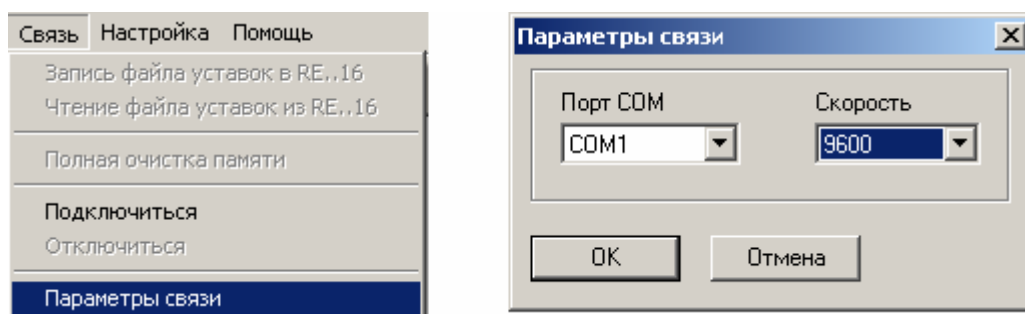 Связь Настройка Помощь
Запись файла уставок в RE..16
Чтение файла уставок из RE..16
Полная очистка памяти
Подключиться
Отключиться
Параметры связи
Параметры связи
Порт COM Скорость
COM1 9600
OK Отмена